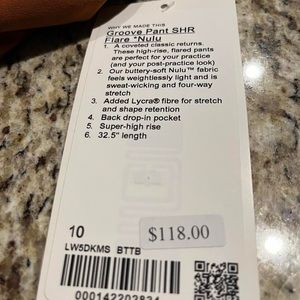 WHY WE MADE THIS
Groove Pant SHR
Flare *Nulu
1. A coveted classic returns.
These high-rise, flared pants
are perfect for your practice
(and your post-practice look)
2. Our buttery-soft Nulu™ fabric
feels weightlessly light and is
sweat-wicking and four-way
stretch
3. Added Lycra® fibre for stretch
and shape retention
4. Back drop-in pocket
5. Super-high rise
6. 32.5" length
10
$118.00
LW5DKMS BTTB
000142202834